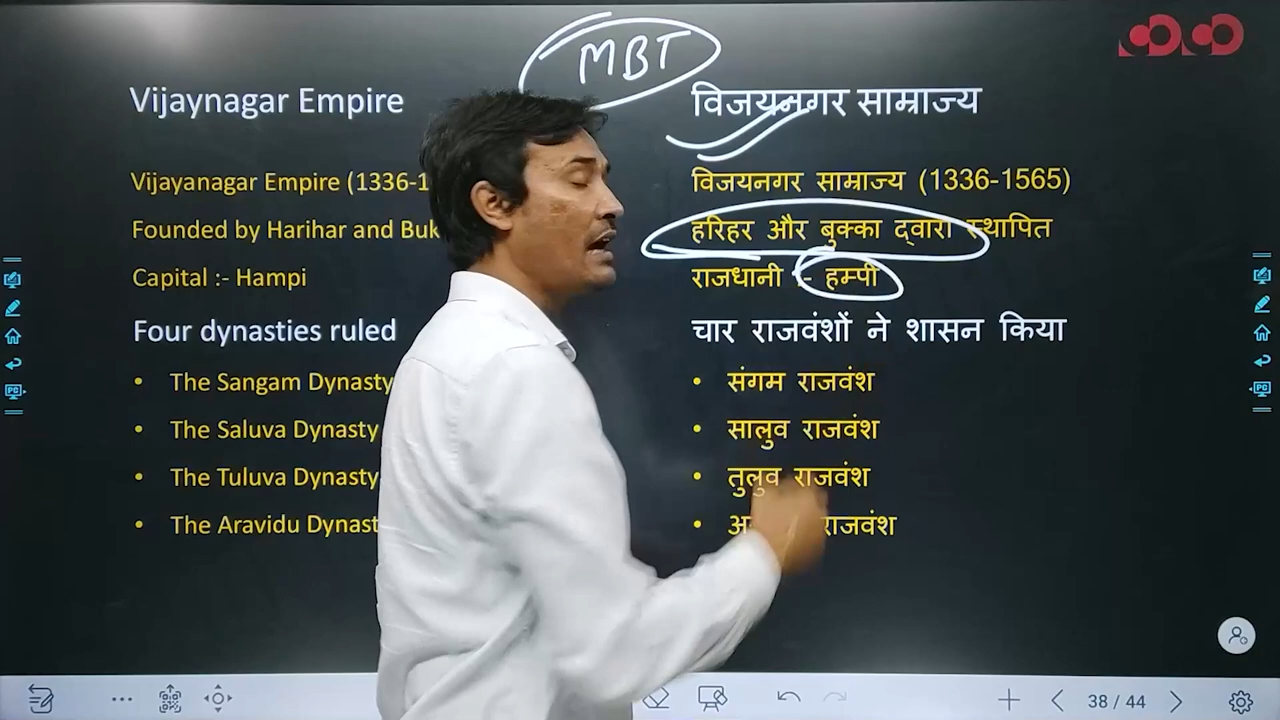 MBT
Vijaynagar Empire
विजयनगर साम्राज्य
Vijayanagar Empire (1336-1
विजयनगर साम्राज्य (1336-1565)
Founded by Harihar and Buk
हरिहर और बुक्का द्वारा स्थापित
Capital :- Hampi
राजधानी :- हम्पी
Four dynasties ruled
चार राजवंशों ने शासन किया
• The Sangam Dynasty
• संगम राजवंश
• The Saluva Dynasty
• सालुव राजवंश
• The Tuluva Dynasty
• तुलुव राजवंश
• The Aravidu Dynast
• राजवंश
38 / 44